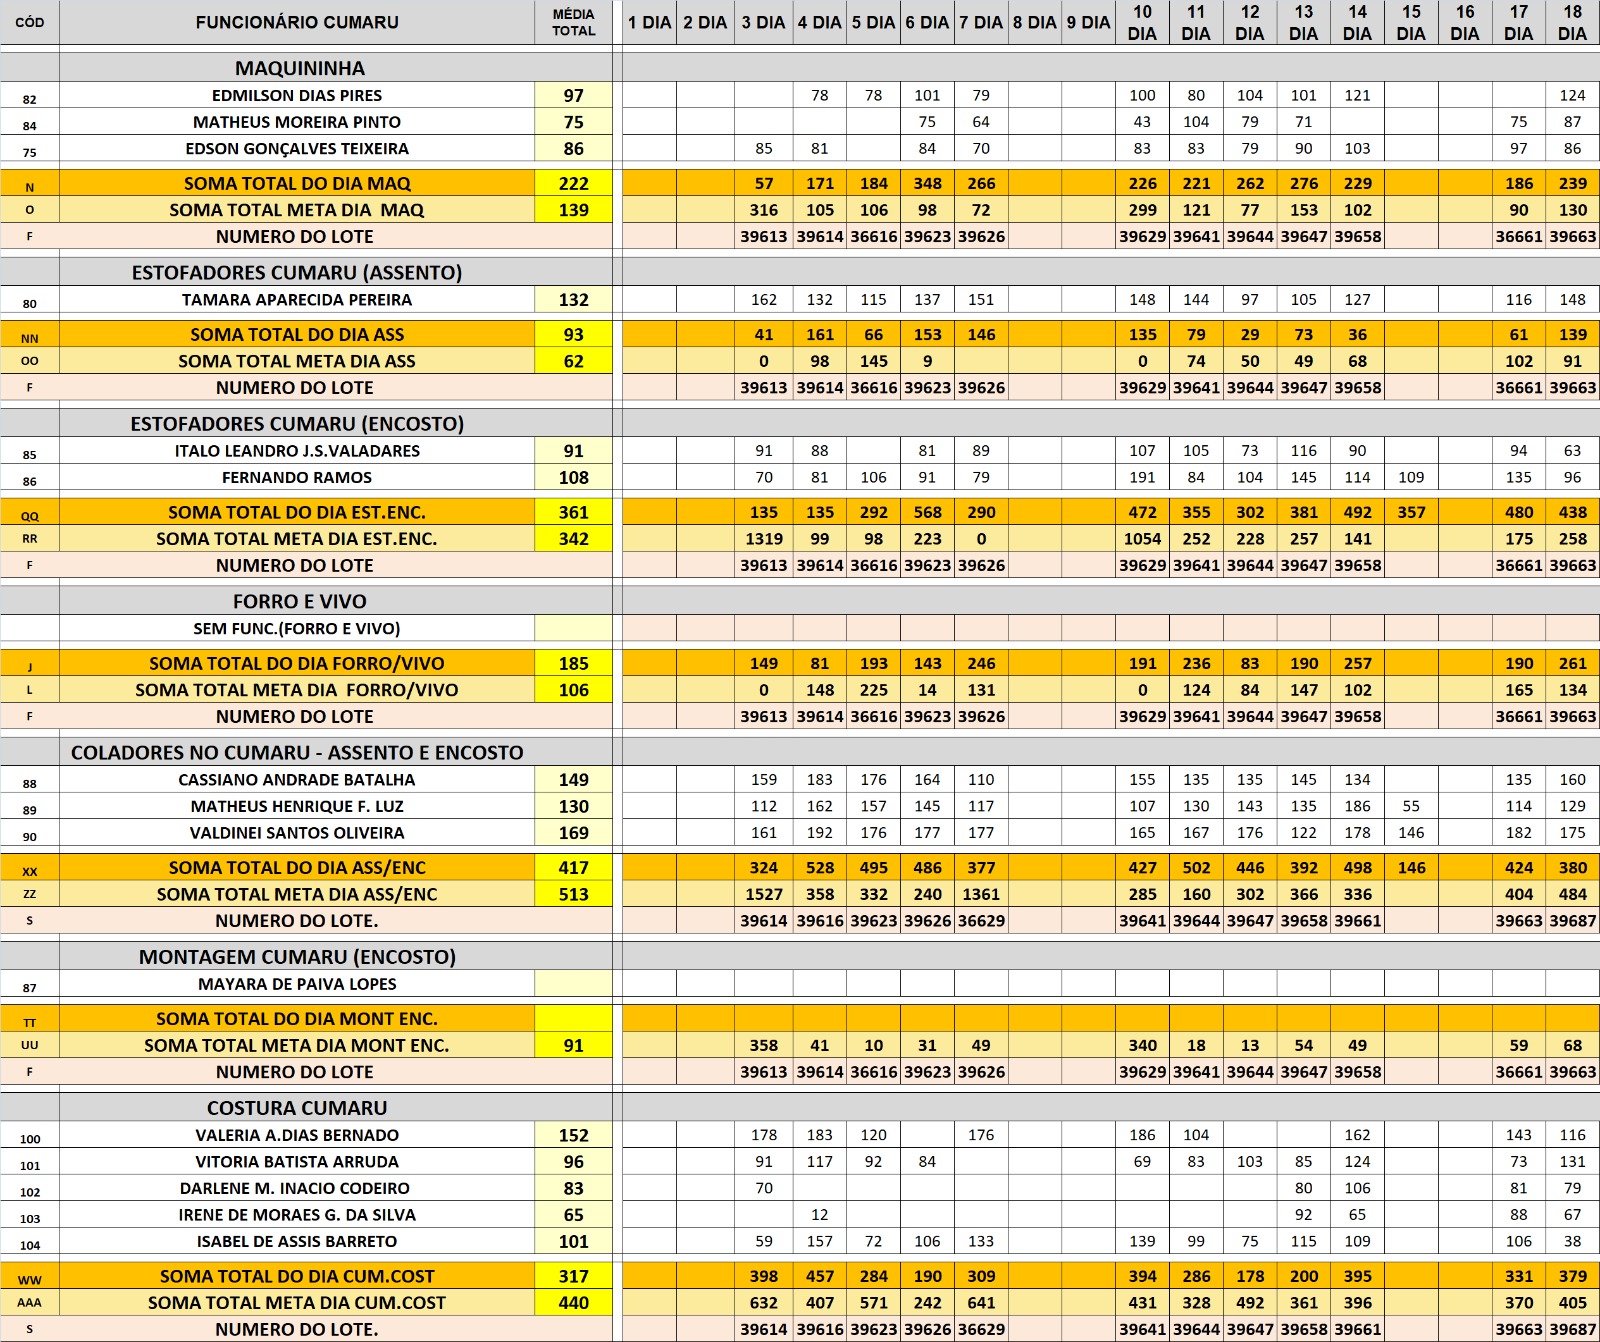 CÓD FUNCIONÁRIO CUMARU MÉDIA TOTAL 1 DIA 2 DIA 3 DIA 4 DIA 5 DIA 6 DIA 7 DIA 8 DIA 9 DIA 10 DIA 11 DIA 12 DIA 13 DIA 14 DIA 15 DIA 16 DIA 17 DIA 18 DIA
MAQUININHA
82 EDMILSON DIAS PIRES 97 78 78 101 79 100 80 104 101 121 124
84 MATHEUS MOREIRA PINTO 75 75 64 43 104 79 71 75 87
75 EDSON GONÇALVES TEIXEIRA 86 85 81 84 70 83 83 79 90 103 97 86
N SOMA TOTAL DO DIA MAQ 222 57 171 184 348 266 226 221 262 276 229 186 239
O SOMA TOTAL META DIA MAQ 139 316 105 106 98 72 299 121 77 153 102 90 130
F NUMERO DO LOTE 39613 39614 36616 39623 39626 39629 39641 39644 39647 39658 36661 39663
ESTOFADORES CUMARU (ASSENTO)
80 TAMARA APARECIDA PEREIRA 132 162 132 115 137 151 148 144 97 105 127 116 148
NN SOMA TOTAL DO DIA ASS 93 41 161 66 153 146 135 79 29 73 36 61 139
OO SOMA TOTAL META DIA ASS 62 0 98 145 9 0 74 50 49 68 102 91
F NUMERO DO LOTE 39613 39614 36616 39623 39626 39629 39641 39644 39647 39658 36661 39663
ESTOFADORES CUMARU (ENCOSTO)
85 ITALO LEANDRO J.S.VALADARES 91 91 88 81 89 107 105 73 116 90 94 63
86 FERNANDO RAMOS 108 70 81 106 91 79 191 84 104 145 114 109 135 96
QQ SOMA TOTAL DO DIA EST.ENC. 361 135 135 292 568 290 472 355 302 381 492 357 480 438
RR SOMA TOTAL META DIA EST.ENC. 342 1319 99 98 223 0 1054 252 228 257 141 175 258
F NUMERO DO LOTE 39613 39614 36616 39623 39626 39629 39641 39644 39647 39658 36661 39663
FORRO E VIVO
SEM FUNC.(FORRO E VIVO)
J SOMA TOTAL DO DIA FORRO/VIVO 185 149 81 193 143 246 191 236 83 190 257 190 261
L SOMA TOTAL META DIA FORRO/VIVO 106 0 148 225 14 131 0 124 84 147 102 165 134
F NUMERO DO LOTE 39613 39614 36616 39623 39626 39629 39641 39644 39647 39658 36661 39663
COLADORES NO CUMARU - ASSENTO E ENCOSTO
88 CASSIANO ANDRADE BATALHA 149 159 183 176 164 110 155 135 135 145 134 135 160
89 MATHEUS HENRIQUE F. LUZ 130 112 162 157 145 117 107 130 143 135 186 55 114 129
90 VALDINEI SANTOS OLIVEIRA 169 161 192 176 177 177 165 167 176 122 178 146 182 175
XX SOMA TOTAL DO DIA ASS/ENC 417 324 528 495 486 377 427 502 446 392 498 146 424 380
ZZ SOMA TOTAL META DIA ASS/ENC 513 1527 358 332 240 1361 285 160 302 366 336 404 484
S NUMERO DO LOTE. 39614 39616 39623 39626 36629 39641 39644 39647 39658 39661 39663 39687
MONTAGEM CUMARU (ENCOSTO)
87 MAYARA DE PAIVA LOPES
TT SOMA TOTAL DO DIA MONT ENC.
UU SOMA TOTAL META DIA MONT ENC. 91 358 41 10 31 49 340 18 13 54 49 59 68
F NUMERO DO LOTE 39613 39614 36616 39623 39626 39629 39641 39644 39647 39658 36661 39663
COSTURA CUMARU
100 VALERIA A.DIAS BERNADO 152 178 183 120 176 186 104 162 143 116
101 VITORIA BATISTA ARRUDA 96 91 117 92 84 69 83 103 85 124 73 131
102 DARLENE M. INACIO CODEIRO 83 70 80 106 81 79
103 IRENE DE MORAES G. DA SILVA 65 12 92 65 88 67
104 ISABEL DE ASSIS BARRETO 101 59 157 72 106 133 139 99 75 115 109 106 38
WW SOMA TOTAL DO DIA CUM.COST 317 398 457 284 190 309 394 286 178 200 395 331 379
AAA SOMA TOTAL META DIA CUM.COST 440 632 407 571 242 641 431 328 492 361 396 370 405
S NUMERO DO LOTE. 39614 39616 39623 39626 36629 39641 39644 39647 39658 39661 39663 39687